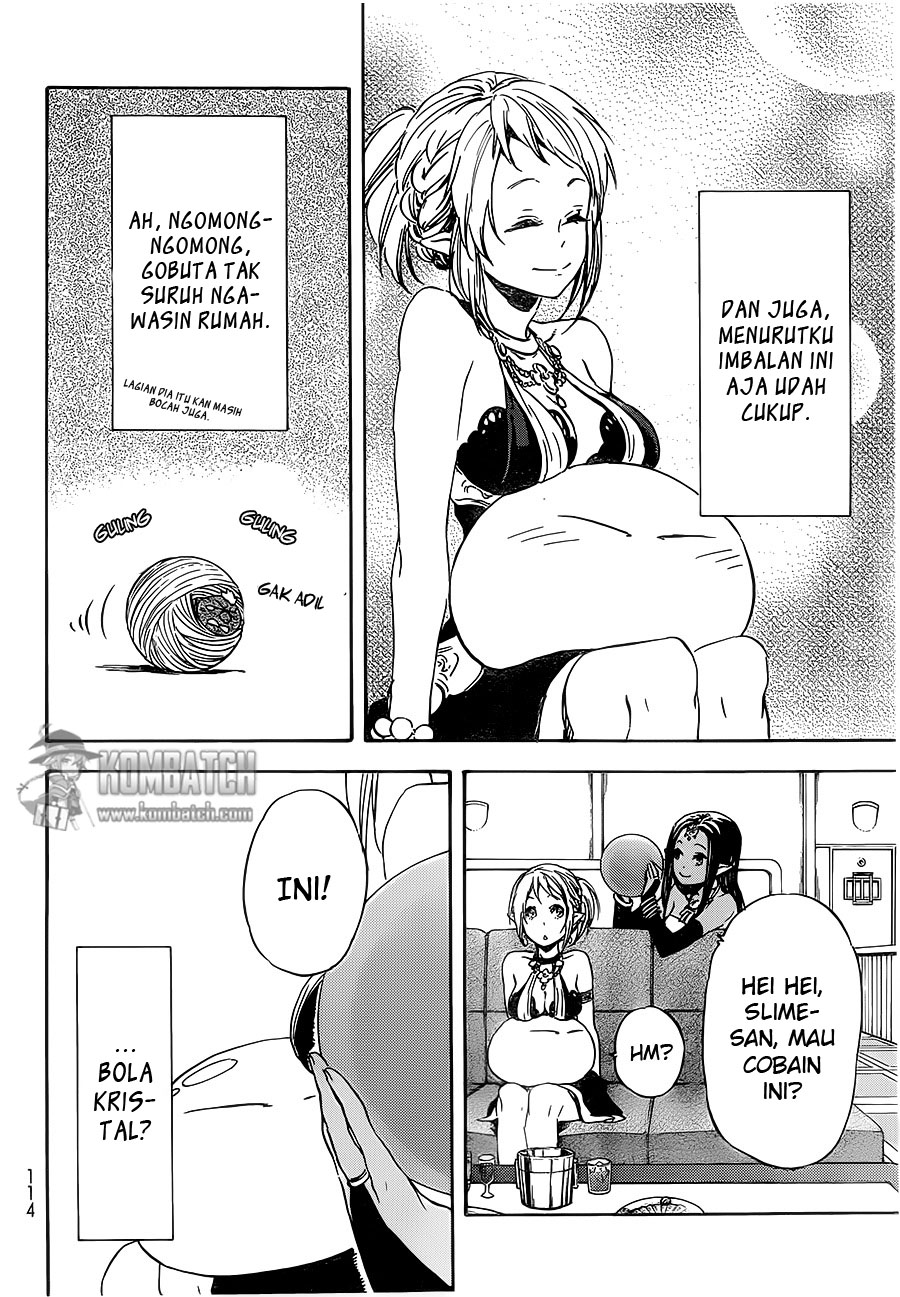 DAN JUGA,
MENURUTKU
IMBALAN INI
AJA UDAH
CUKUP.
AH, NGOMONG-
NGOMONG,
GOBUTA TAK
SURUH NGA-
WASIN RUMAH.
LAGIAN DIA ITU KAN MASIH
BOCAH JUGA.
GULING
GULING
GAK ADIL
HEI HEI,
SLIME-
SAN, MAU
COBAIN
INI?
HM?
INI!
...
BOLA
KRIS-
TAL?
KOMBATCH
www.kombatch.com
114